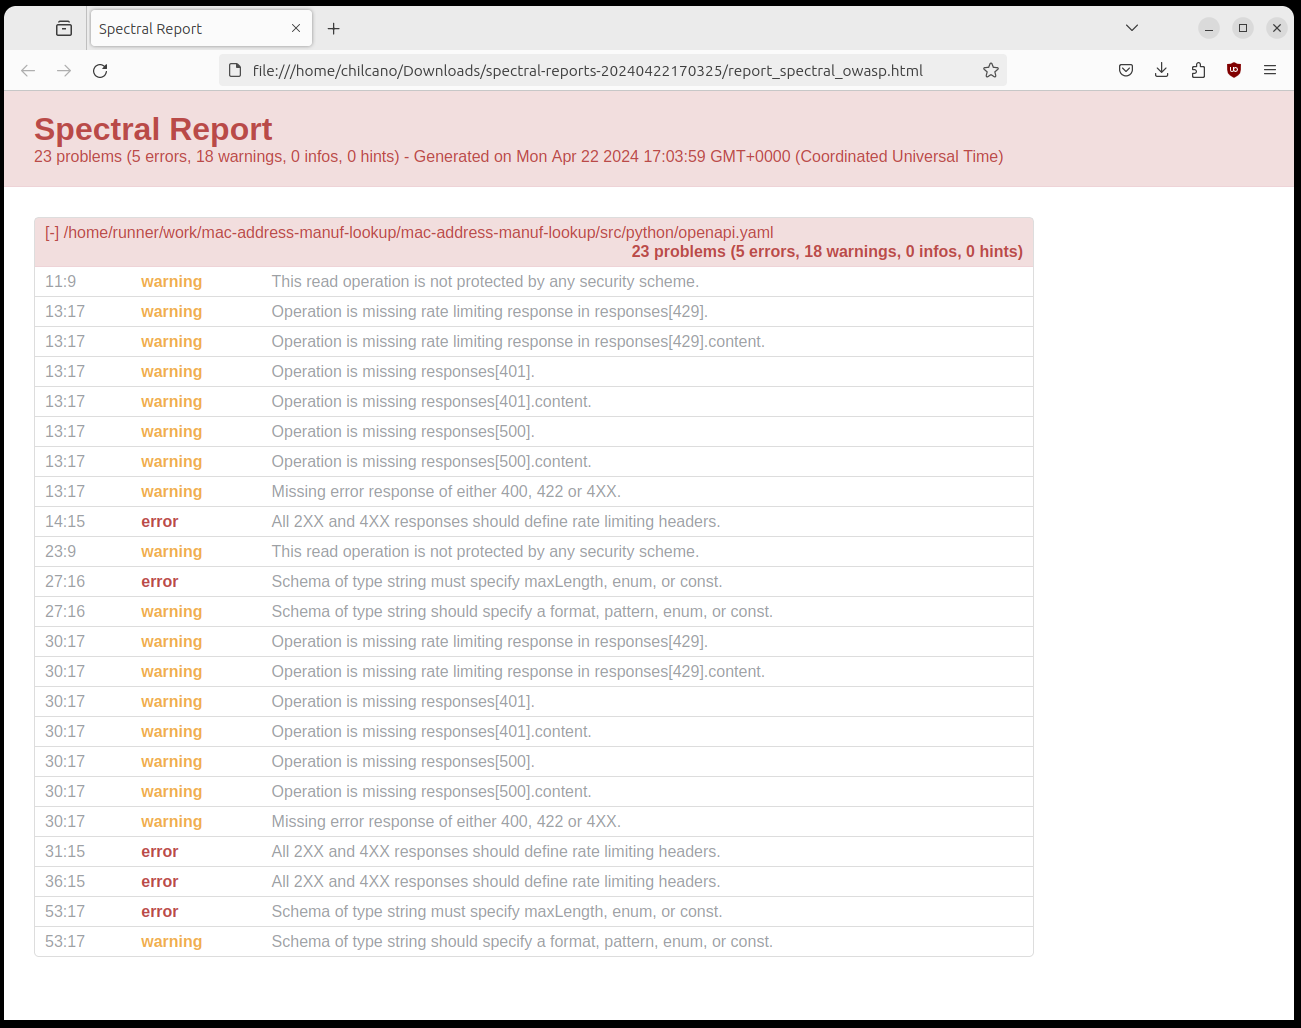 Spectral Report
file:///home/chilcano/Downloads/spectral-reports-20240422170325/report_spectral_owasp.html
Spectral Report
23 problems (5 errors, 18 warnings, 0 infos, 0 hints) - Generated on Mon Apr 22 2024 17:03:59 GMT+0000 (Coordinated Universal Time)
[-] /home/runner/work/mac-address-manuf-lookup/mac-address-manuf-lookup/src/python/openapi.yaml
23 problems (5 errors, 18 warnings, 0 infos, 0 hints)
11:9 warning This read operation is not protected by any security scheme.
13:17 warning Operation is missing rate limiting response in responses[429].
13:17 warning Operation is missing rate limiting response in responses[429].content.
13:17 warning Operation is missing responses[401].
13:17 warning Operation is missing responses[401].content.
13:17 warning Operation is missing responses[500].
13:17 warning Operation is missing responses[500].content.
13:17 warning Missing error response of either 400, 422 or 4XX.
14:15 error All 2XX and 4XX responses should define rate limiting headers.
23:9 warning This read operation is not protected by any security scheme.
27:16 error Schema of type string must specify maxLength, enum, or const.
27:16 warning Schema of type string should specify a format, pattern, enum, or const.
30:17 warning Operation is missing rate limiting response in responses[429].
30:17 warning Operation is missing rate limiting response in responses[429].content.
30:17 warning Operation is missing responses[401].
30:17 warning Operation is missing responses[401].content.
30:17 warning Operation is missing responses[500].
30:17 warning Operation is missing responses[500].content.
30:17 warning Missing error response of either 400, 422 or 4XX.
31:15 error All 2XX and 4XX responses should define rate limiting headers.
36:15 error All 2XX and 4XX responses should define rate limiting headers.
53:17 error Schema of type string must specify maxLength, enum, or const.
53:17 warning Schema of type string should specify a format, pattern, enum, or const.